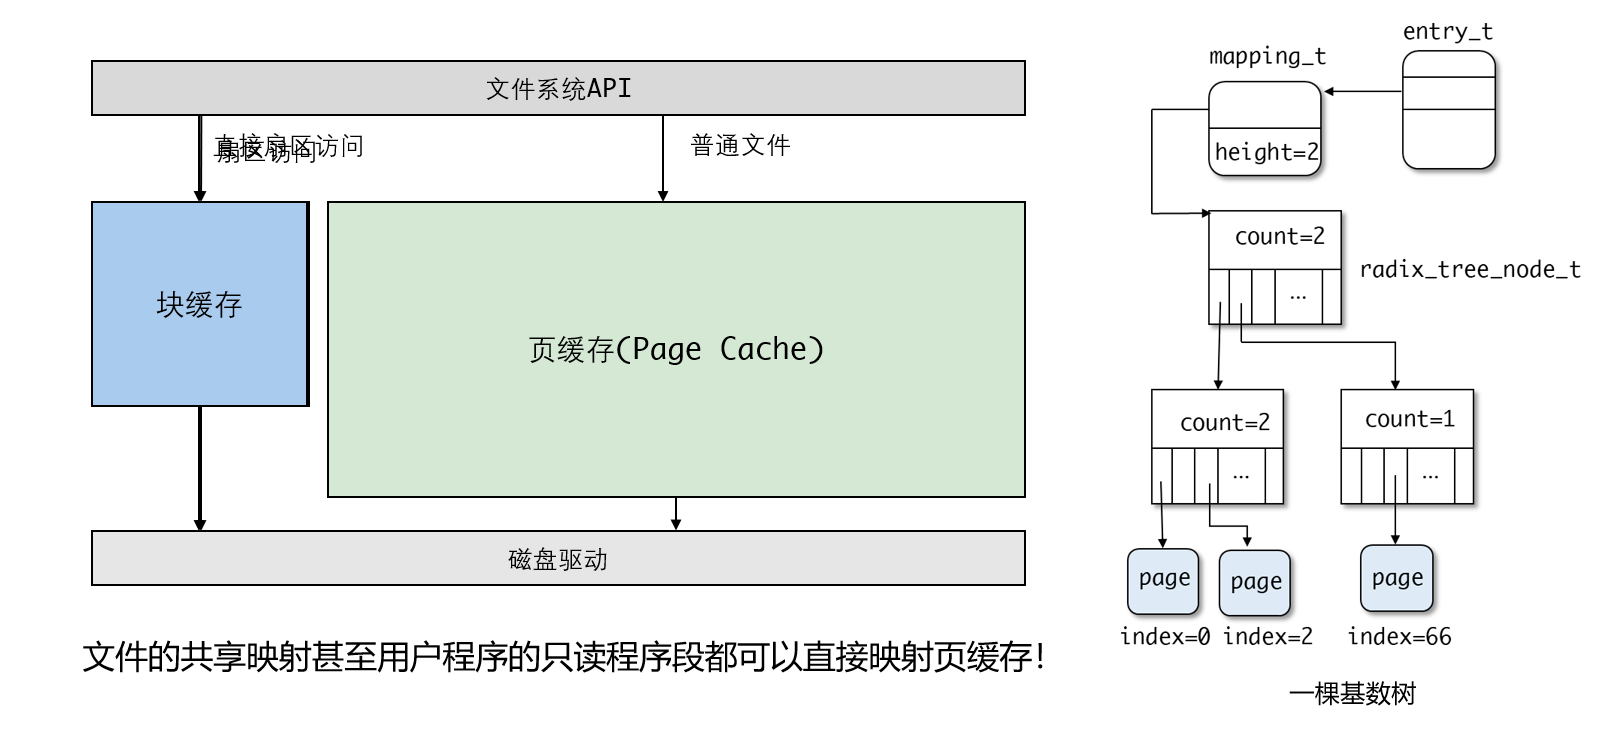 文件系统API
直接扇区访问
扇区访问
普通文件
块缓存
页缓存(Page Cache)
磁盘驱动
文件的共享映射甚至用户程序的只读程序段都可以直接映射页缓存!
entry_t
mapping_t
height=2
count=2
...
radix_tree_node_t
count=2
...
count=1
...
page
page
page
index=0
index=2
index=66
一棵基数树